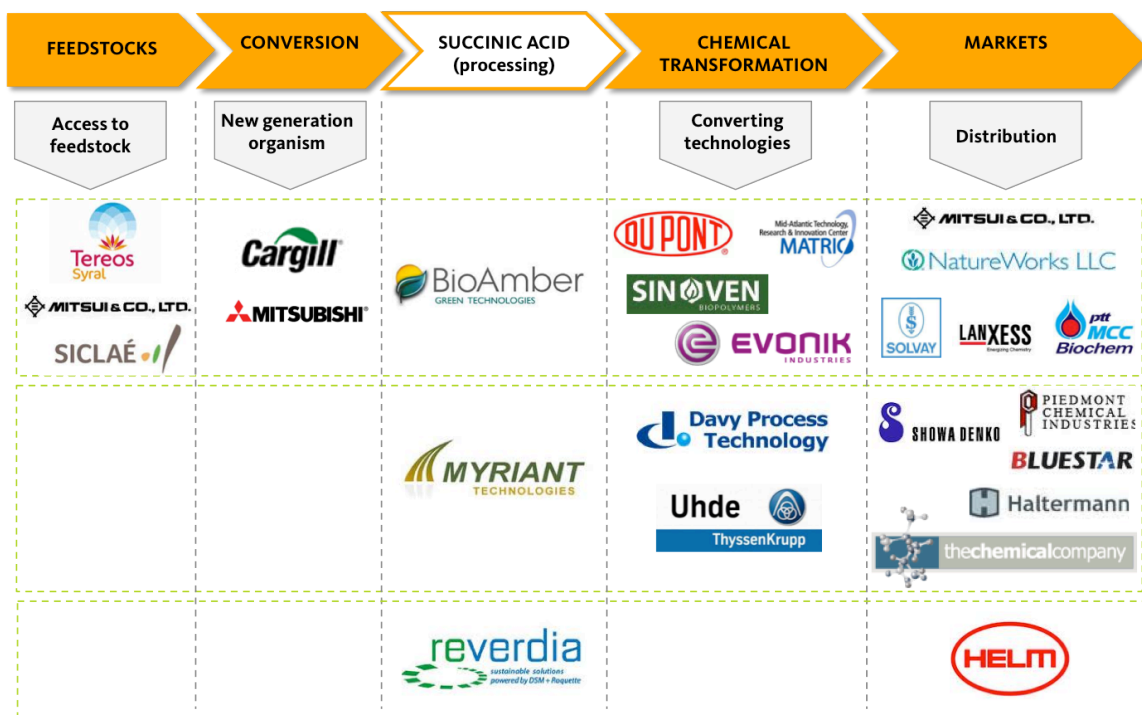 FEEDSTOCKS
CONVERSION
SUCCINIC ACID
(processing)
CHEMICAL
TRANSFORMATION
MARKETS
Access to
feedstock
New generation
organism
Converting
technologies
Distribution
Tereos
Syral
MITSUI & CO., LTD.
SICLAÉ
Cargill®
MITSUBISHI®
BioAmber
GREEN TECHNOLOGIES
DU PONT®
Mid-Atlantic Technology,
Research & Innovation Center
MATRIC
SINOVEN
BIOPOLYMERS
EVONIK
INDUSTRIES
MITSUI & CO., LTD.
NatureWorks LLC
S
SOLVAY
LANXESS
Energizing Chemistry
ptt
MCC
Biochem
MYRIANT
TECHNOLOGIES
Davy Process
Technology
Uhde
ThyssenKrupp
SHOWA DENKO
PIEDMONT
CHEMICAL
INDUSTRIES
BLUESTAR
H Haltermann
thechemicalcompany
reverdia
sustainable solutions
powered by DSM + Roquette
HELM